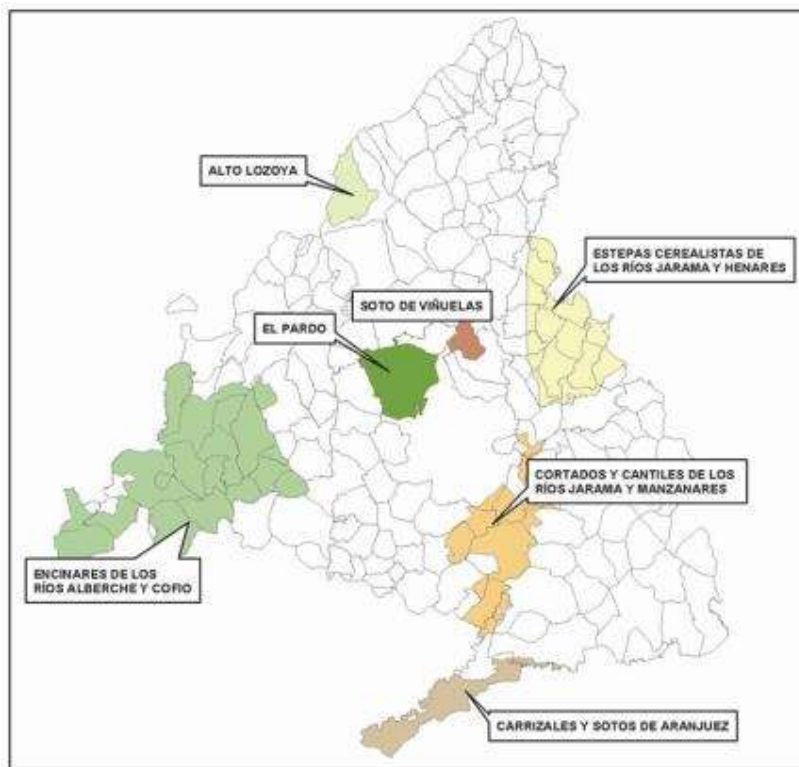 ALTO LOZOYA
ESTEPAS CEREALISTAS DE
LOS RÍOS JARAMA Y HENARES
SOTO DE VIÑUELAS
EL PARDO
CORTADOS Y CANTILES DE LOS
RÍOS JARAMA Y MANZANARES
ENCINARES DE LOS
RÍOS ALBERCHE Y COFIO
CARRIZALES Y SOTOS DE ARANJUEZ